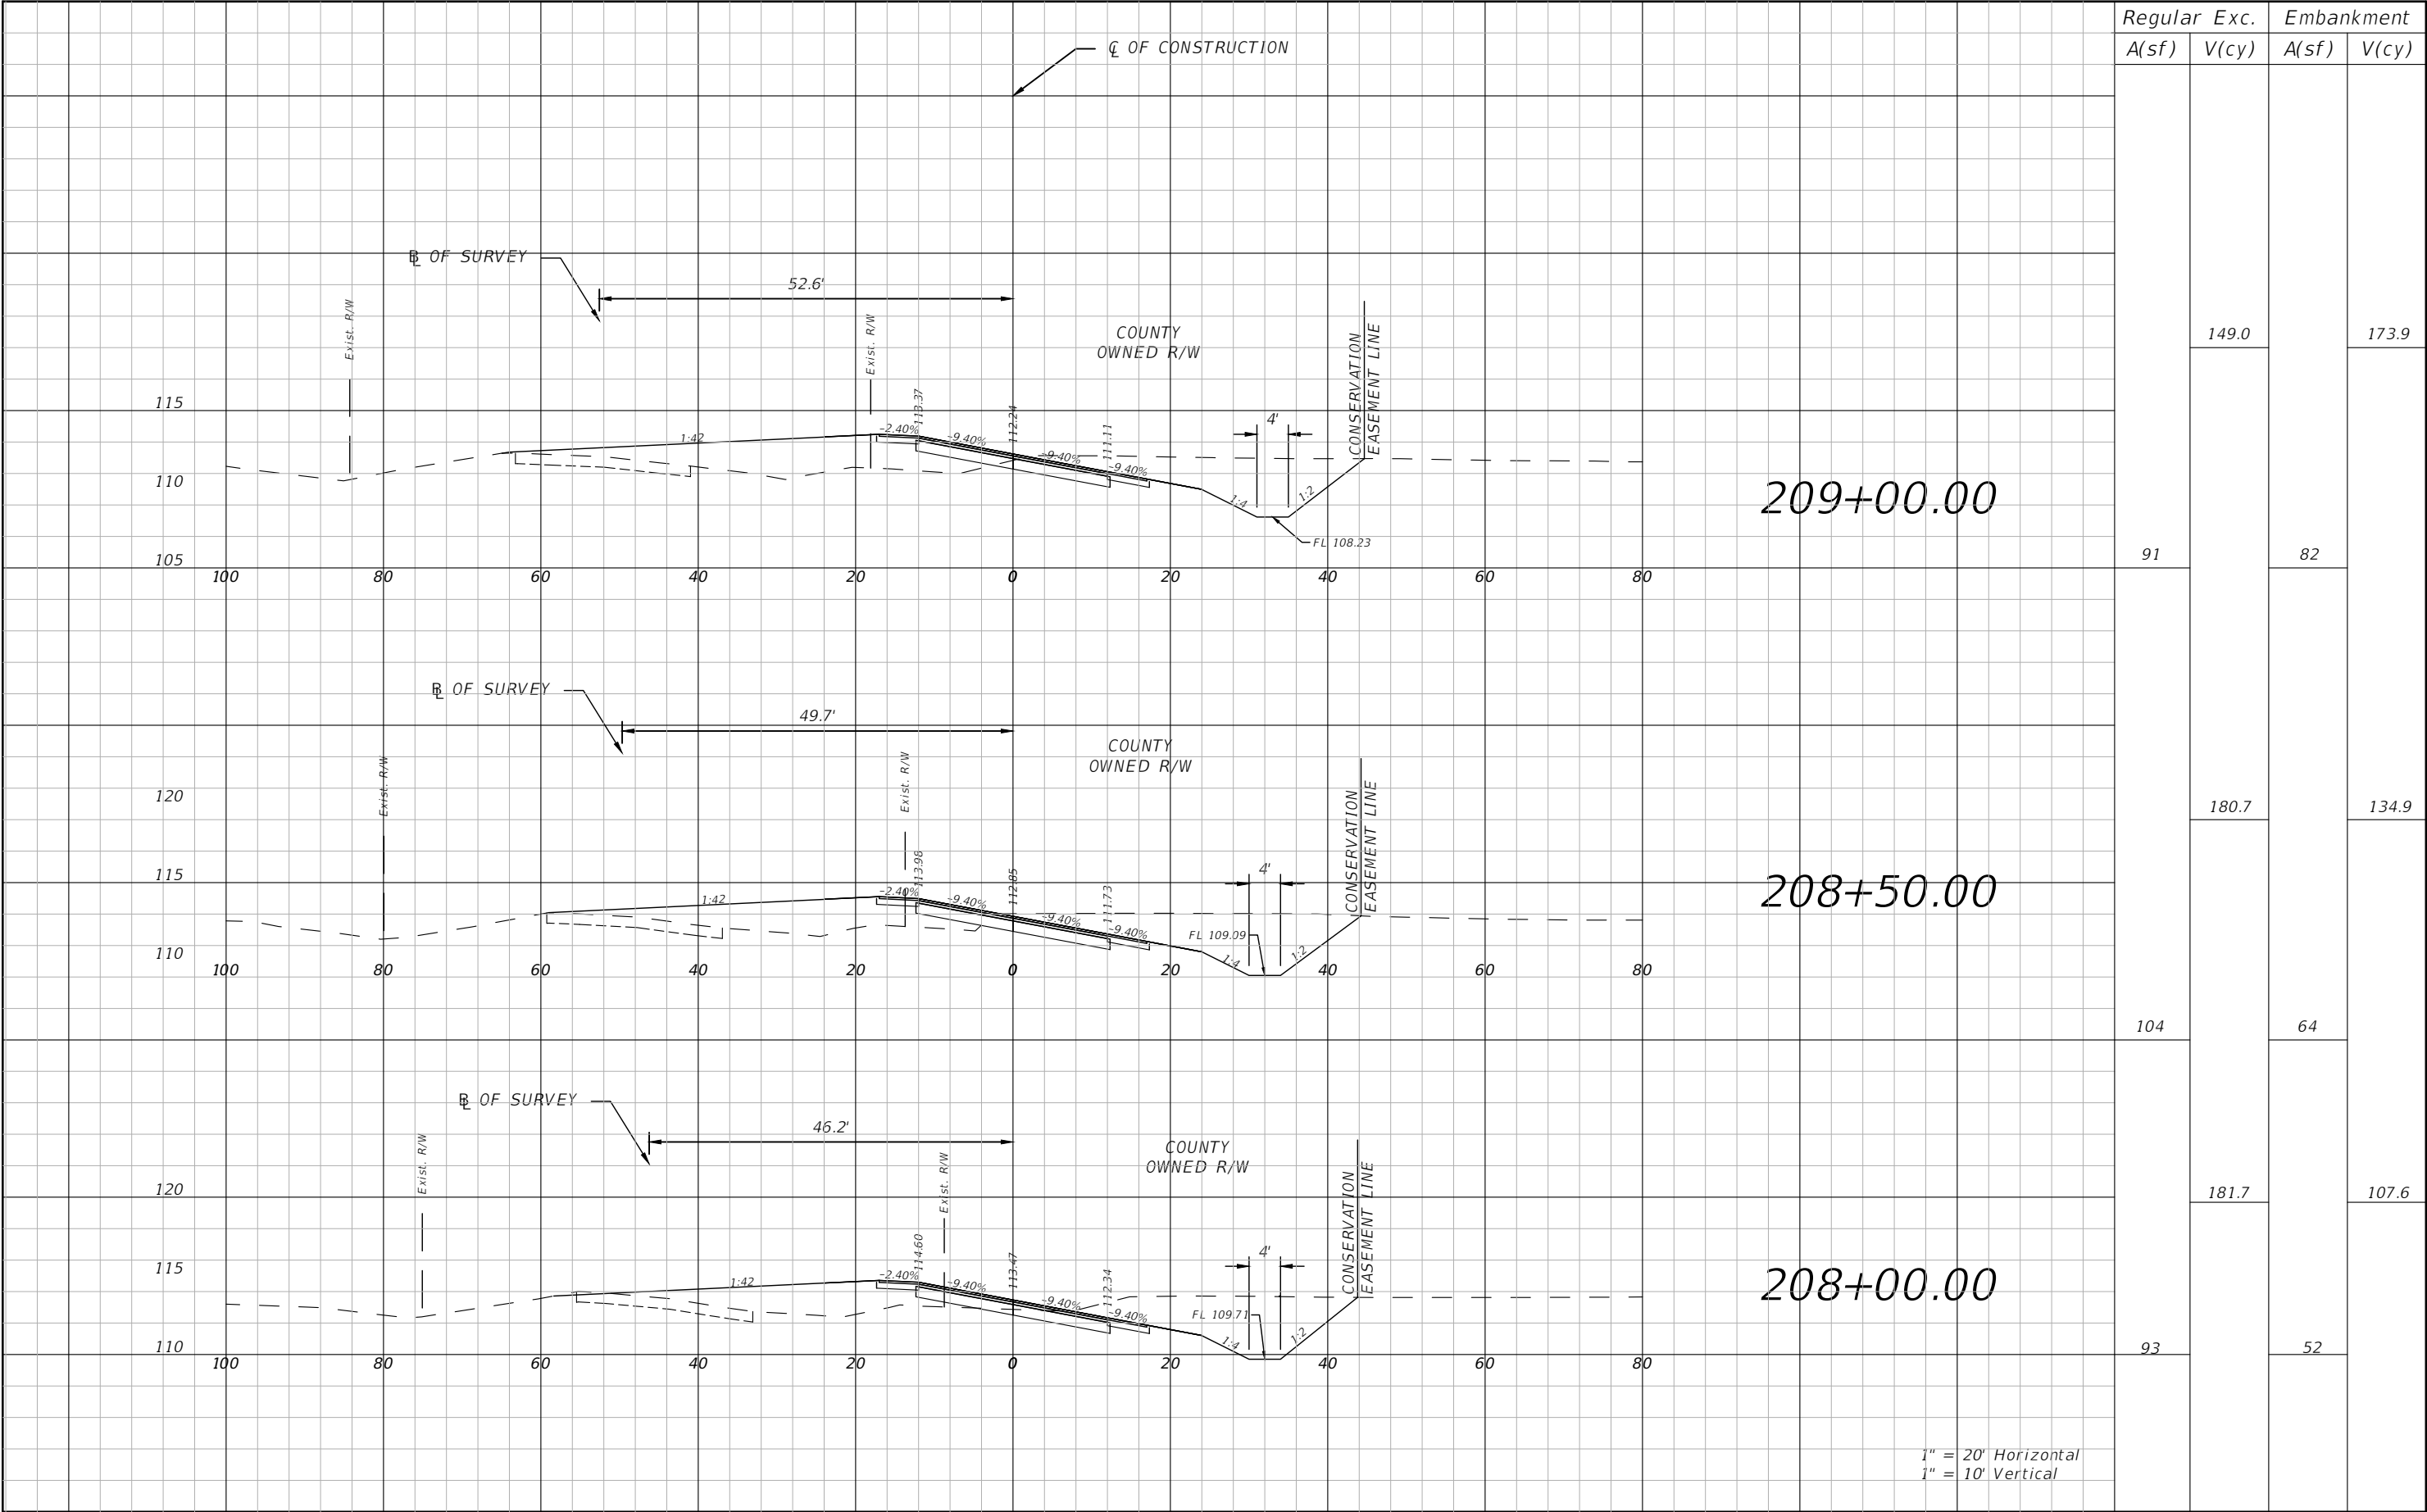 Regular Exc. Embankment
A(sf) V(cy) A(sf) V(cy)
℄ OF CONSTRUCTION
B̵L OF SURVEY
52.6'
Exist. R/W
Exist. R/W
COUNTY
OWNED R/W
CONSERVATION
EASEMENT LINE
149.0 173.9
115
1:42
-2.40%
113.37
-9.40%
112.24
-9.40%
111.11
-9.40%
4'
110
1:4
1:2
209+00.00
FL 108.23
105
91 82
100 80 60 40 20 0 20 40 60 80
B̵L OF SURVEY
49.7'
Exist. R/W
Exist. R/W
COUNTY
OWNED R/W
CONSERVATION
EASEMENT LINE
120
180.7 134.9
115
1:42
-2.40%
113.98
-9.40%
112.85
-9.40%
111.73
-9.40%
4'
208+50.00
FL 109.09
1:4
1:2
110
100 80 60 40 20 0 20 40 60 80
104 64
B̵L OF SURVEY
46.2'
Exist. R/W
Exist. R/W
COUNTY
OWNED R/W
CONSERVATION
EASEMENT LINE
120
181.7 107.6
115
1:42
-2.40%
114.60
-9.40%
113.47
-9.40%
112.34
-9.40%
4'
208+00.00
FL 109.71
1:4
1:2
110
93 52
100 80 60 40 20 0 20 40 60 80
1" = 20' Horizontal
1" = 10' Vertical